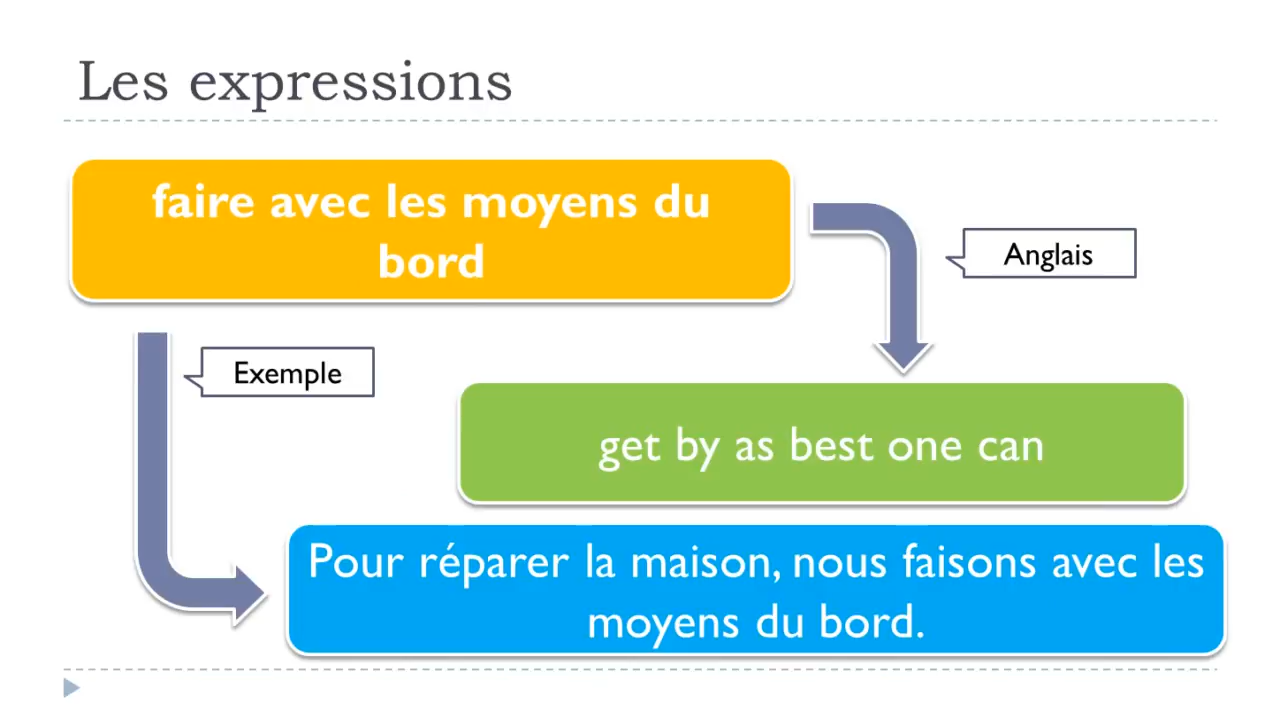 Les expressions
faire avec les moyens du
bord
Anglais
Exemple
get by as best one can
Pour réparer la maison, nous faisons avec les
moyens du bord.